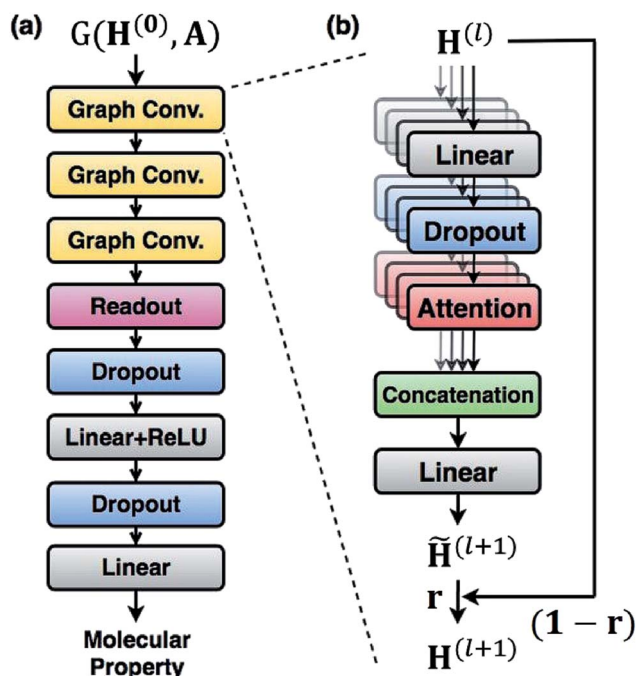 (a)
G(𝐇⁽⁰⁾, 𝐀)
Graph Conv.
Graph Conv.
Graph Conv.
Readout
Dropout
Linear+ReLU
Dropout
Linear
Molecular
Property
(b)
𝐇⁽ˡ⁾
Linear
Dropout
Attention
Concatenation
Linear
𝐇̃⁽ˡ⁺¹⁾
𝐫
(𝟏 − 𝐫)
𝐇⁽ˡ⁺¹⁾